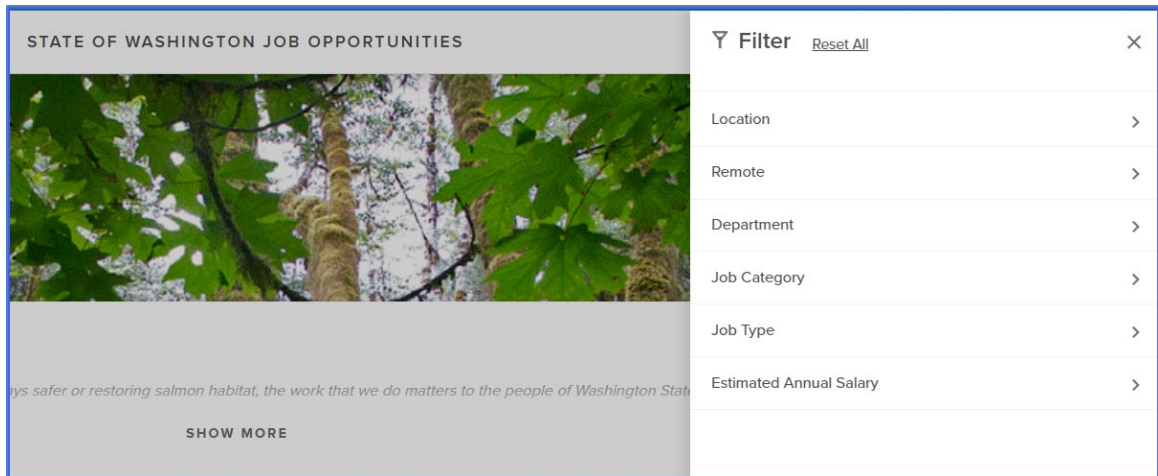 STATE OF WASHINGTON JOB OPPORTUNITIES
Filter Reset All
Location
Remote
Department
Job Category
Job Type
Estimated Annual Salary
safer or restoring salmon habitat, the work that we do matters to the people of Washington State
SHOW MORE